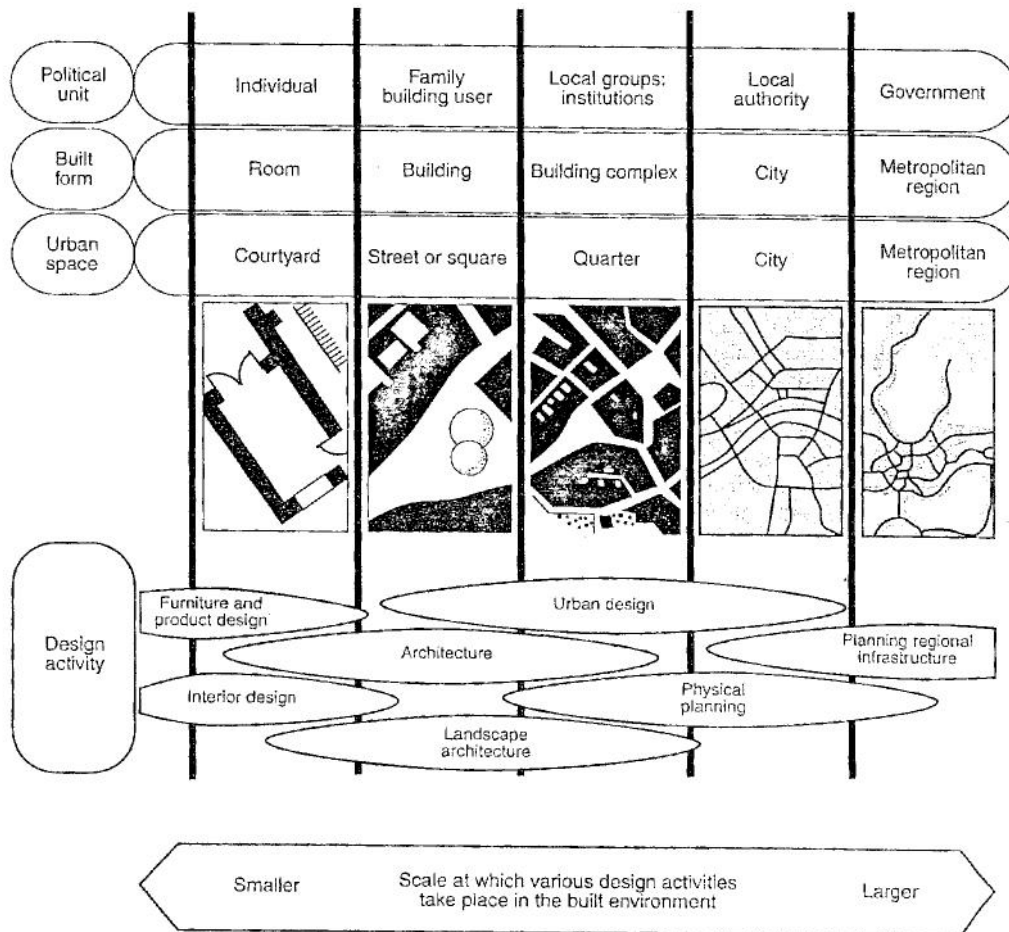 Political
unit
Individual
Family
building user
Local groups:
institutions
Local
authority
Government
Built
form
Room
Building
Building complex
City
Metropolitan
region
Urban
space
Courtyard
Street or square
Quarter
City
Metropolitan
region
Design
activity
Furniture and
product design
Urban design
Architecture
Planning regional
infrastructure
Interior design
Physical
planning
Landscape
architecture
Smaller
Scale at which various design activities
take place in the built environment
Larger